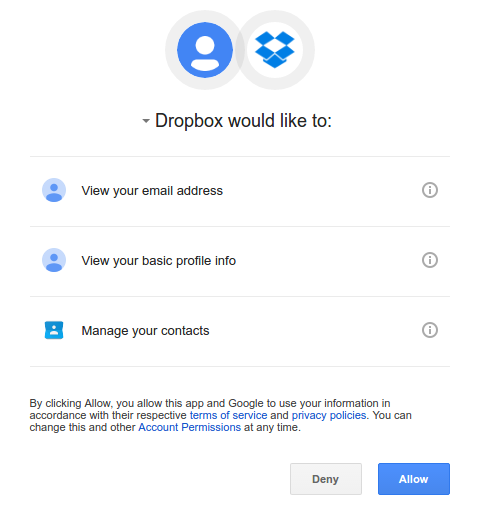 Dropbox would like to:
View your email address
View your basic profile info
Manage your contacts
By clicking Allow, you allow this app and Google to use your information in
accordance with their respective terms of service and privacy policies. You can
change this and other Account Permissions at any time.
Deny
Allow